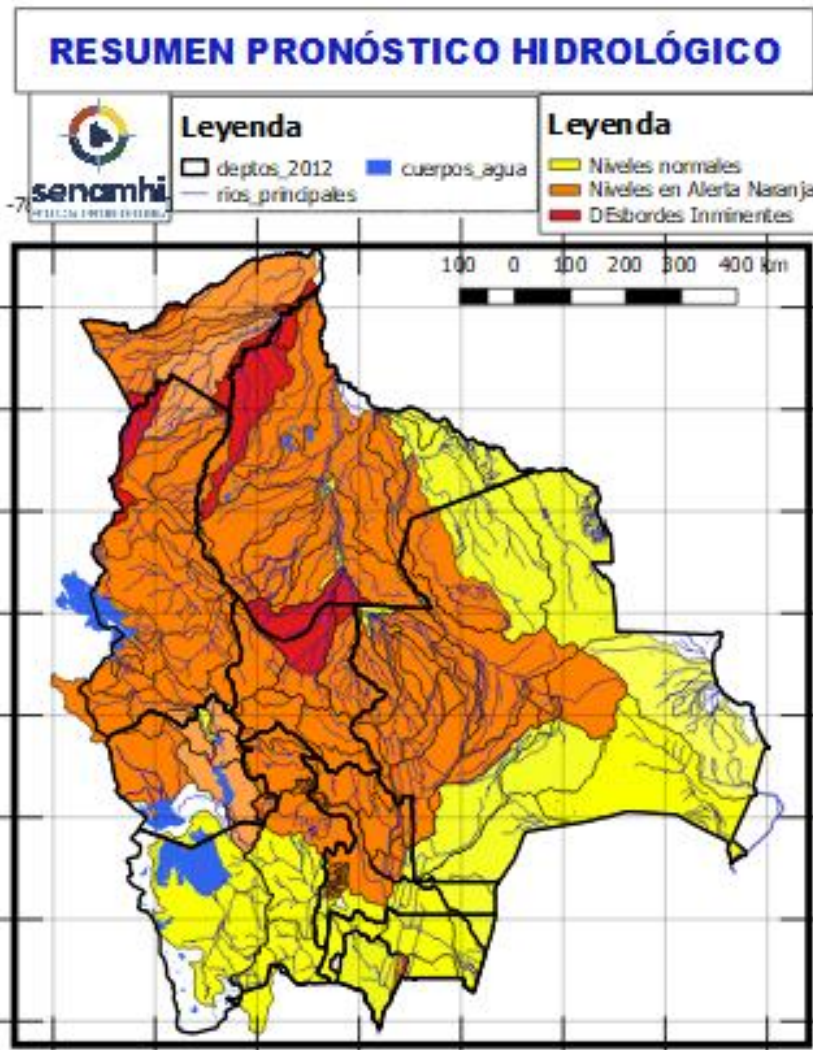 RESUMEN PRONÓSTICO HIDROLÓGICO
senamhi
Leyenda
deptos_2012
cuerpos_agua
rios_principales
Leyenda
Niveles normales
Niveles en Alerta Naranja
DEsbordes Inminentes
100 0 100 200 300 400 km